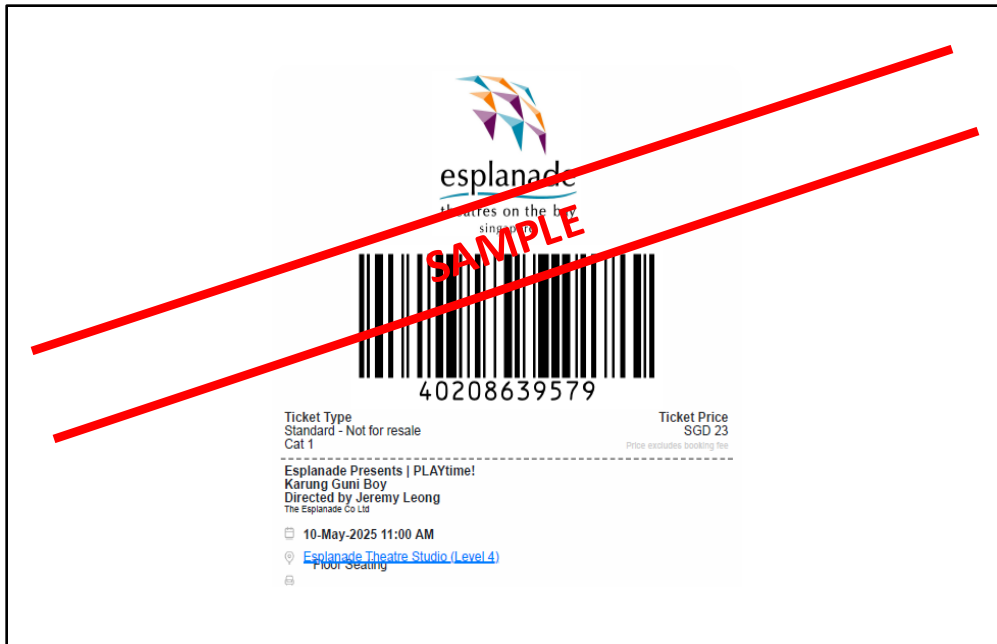 esplanade
theatres on the bay
singapore
SAMPLE
40208639579
Ticket Type
Standard - Not for resale
Cat 1
Ticket Price
SGD 23
Price excludes booking fee
Esplanade Presents | PLAYtime!
Karung Guni Boy
Directed by Jeremy Leong
The Esplanade Co Ltd
10-May-2025 11:00 AM
Esplanade Theatre Studio (Level 4)
Floor Seating